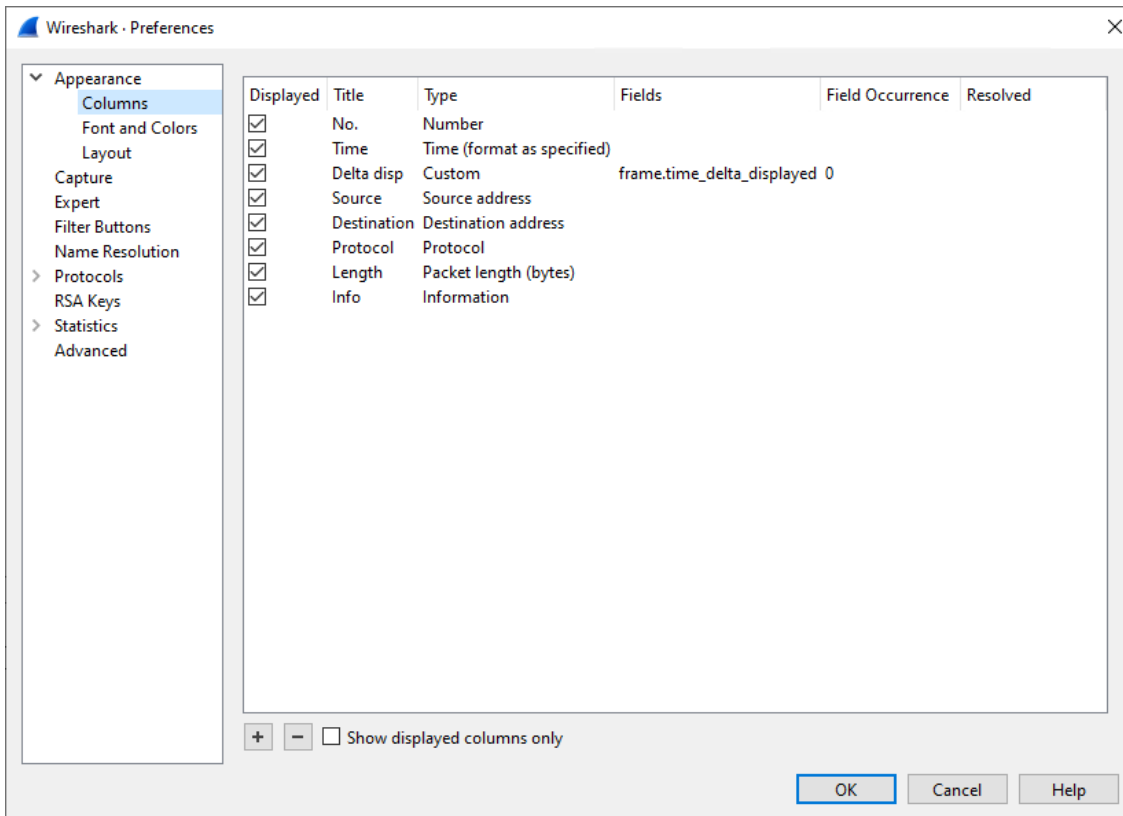 Wireshark · Preferences
Appearance
Columns
Font and Colors
Layout
Capture
Expert
Filter Buttons
Name Resolution
Protocols
RSA Keys
Statistics
Advanced
Displayed Title Type Fields Field Occurrence Resolved
No. Number
Time Time (format as specified)
Delta disp Custom frame.time_delta_displayed 0
Source Source address
Destination Destination address
Protocol Protocol
Length Packet length (bytes)
Info Information
+ − Show displayed columns only
OK Cancel Help